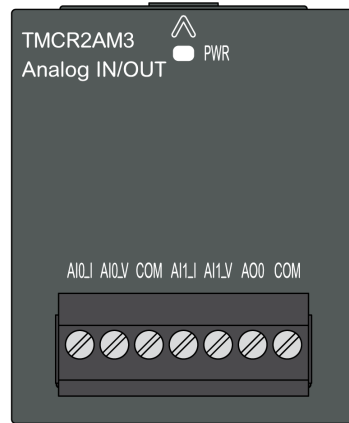 TMCR2AM3
PWR
Analog IN/OUT
AI0_I AI0_V COM AI1_I AI1_V AO0 COM